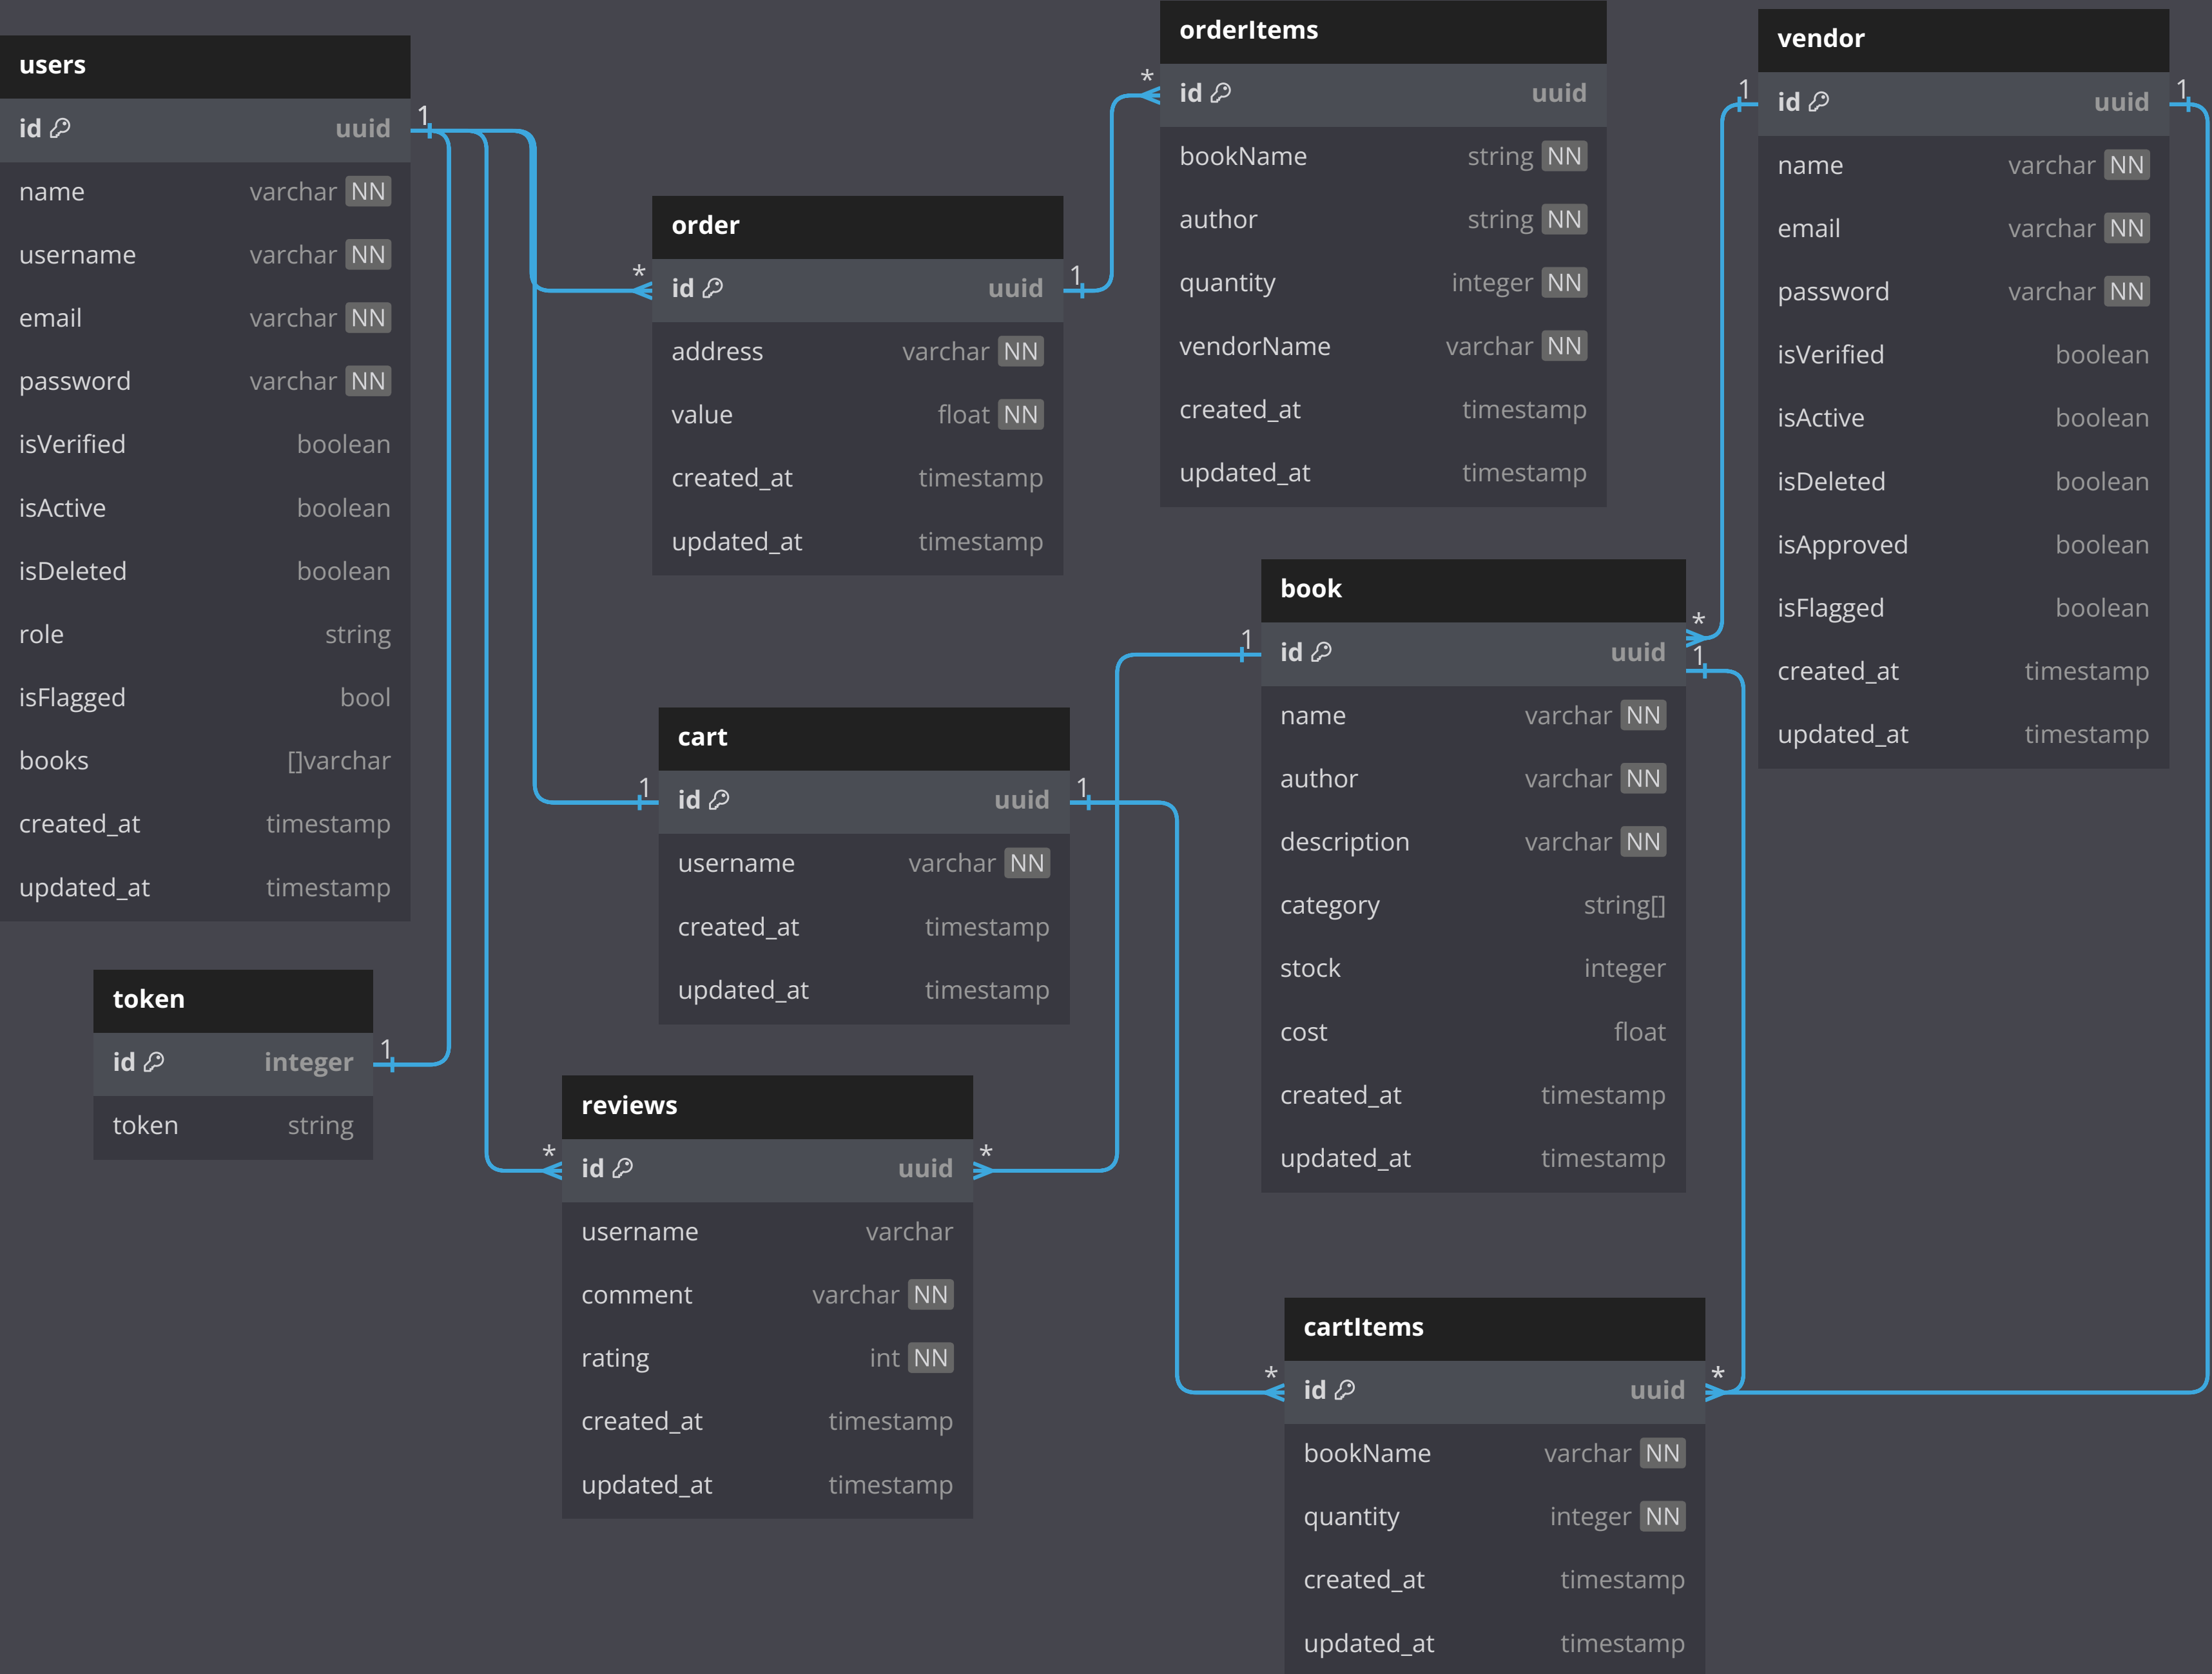 users
id uuid
name varchar NN
username varchar NN
email varchar NN
password varchar NN
isVerified boolean
isActive boolean
isDeleted boolean
role string
isFlagged bool
books []varchar
created_at timestamp
updated_at timestamp
1
token
id integer
token string
1
order
id uuid
address varchar NN
value float NN
created_at timestamp
updated_at timestamp
*
1
cart
id uuid
username varchar NN
created_at timestamp
updated_at timestamp
1
1
reviews
id uuid
username varchar
comment varchar NN
rating int NN
created_at timestamp
updated_at timestamp
*
*
orderItems
id uuid
bookName string NN
author string NN
quantity integer NN
vendorName varchar NN
created_at timestamp
updated_at timestamp
*
book
id uuid
name varchar NN
author varchar NN
description varchar NN
category string[]
stock integer
cost float
created_at timestamp
updated_at timestamp
1
*
1
cartItems
id uuid
bookName varchar NN
quantity integer NN
created_at timestamp
updated_at timestamp
*
*
vendor
id uuid
name varchar NN
email varchar NN
password varchar NN
isVerified boolean
isActive boolean
isDeleted boolean
isApproved boolean
isFlagged boolean
created_at timestamp
updated_at timestamp
1
1